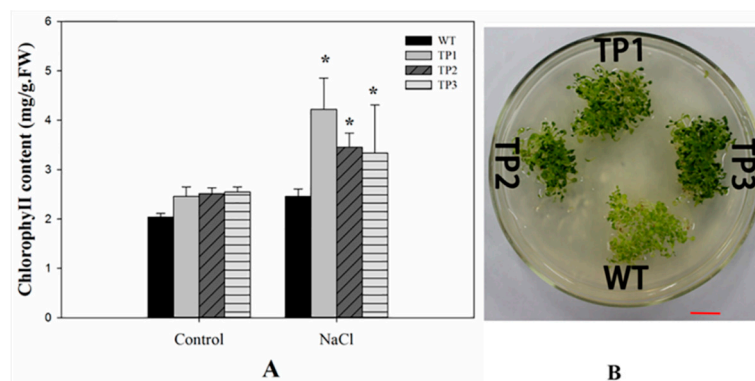 Chlorophyll content (mg/g.FW)
6
5
4
3
2
1
0
WT
TP1
TP2
TP3
*
*
*
Control
NaCl
A
TP1
TP2
TP3
WT
B